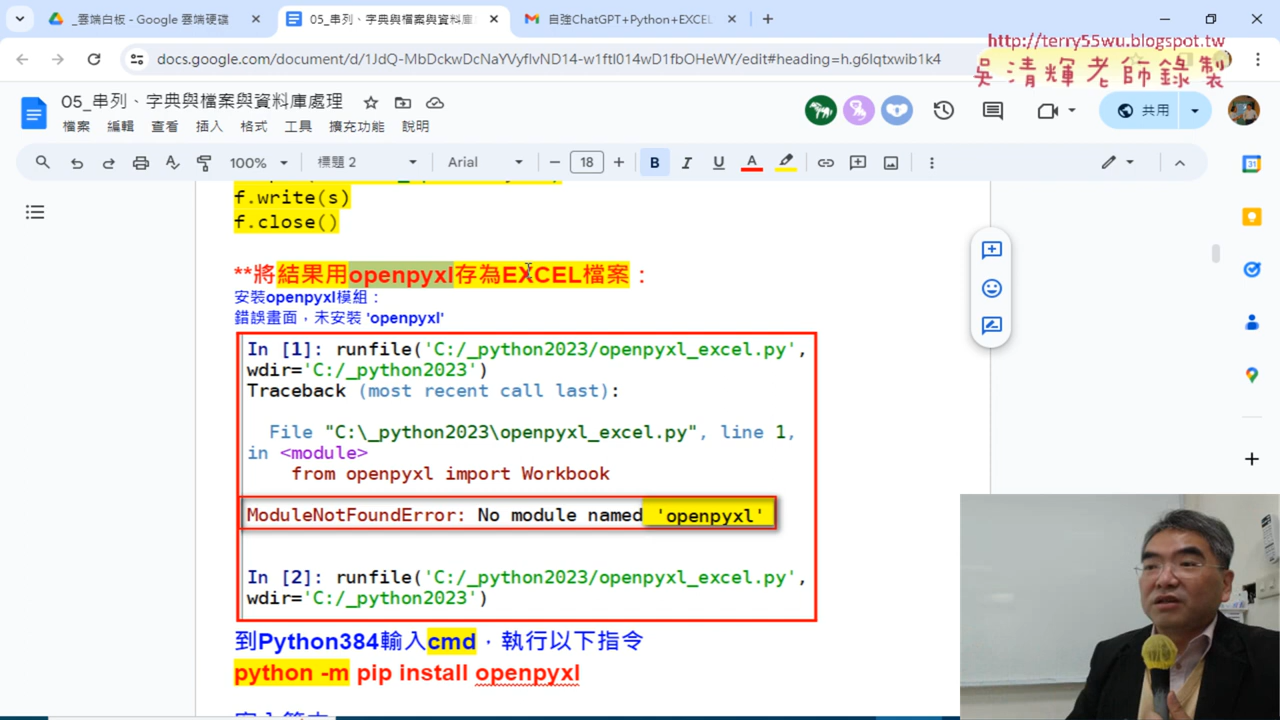 _雲端白板 - Google 雲端硬碟
05_串列、字典與檔案與資料庫
自強ChatGPT+Python+EXCEL
docs.google.com/document/d/1JdQ-MbDckwDcNaYVyflvND14-w1ftI014wD1fbOHeWY/edit#heading=h.g6lqtxwib1k4
http://terry55wu.blogspot.tw
吳清輝老師錄製
05_串列、字典與檔案與資料庫處理
檔案 編輯 查看 插入 格式 工具 擴充功能 說明
共用
100% 標題 2 Arial 18 B I U A
f.write(s)
f.close()
**將結果用openpyxl存為EXCEL檔案：
安裝openpyxl模組：
錯誤畫面，未安裝 'openpyxl'
In [1]: runfile('C:/_python2023/openpyxl_excel.py',
wdir='C:/_python2023')
Traceback (most recent call last):
File "C:\_python2023\openpyxl_excel.py", line 1,
in <module>
from openpyxl import Workbook
ModuleNotFoundError: No module named 'openpyxl'
In [2]: runfile('C:/_python2023/openpyxl_excel.py',
wdir='C:/_python2023')
到Python384輸入cmd，執行以下指令
python -m pip install openpyxl